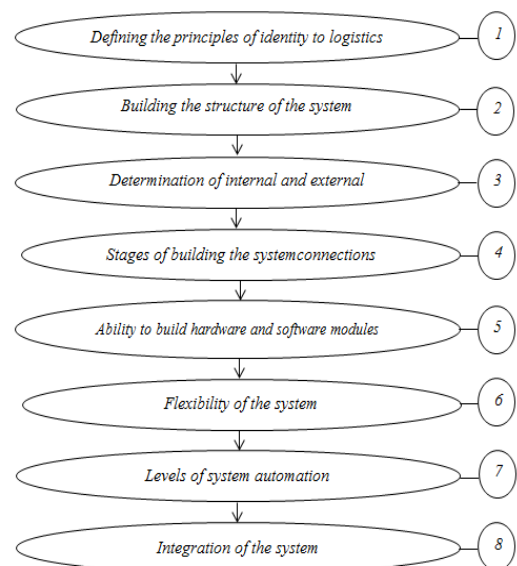 Defining the principles of identity to logistics 1
Building the structure of the system 2
Determination of internal and external 3
Stages of building the systemconnections 4
Ability to build hardware and software modules 5
Flexibility of the system 6
Levels of system automation 7
Integration of the system 8